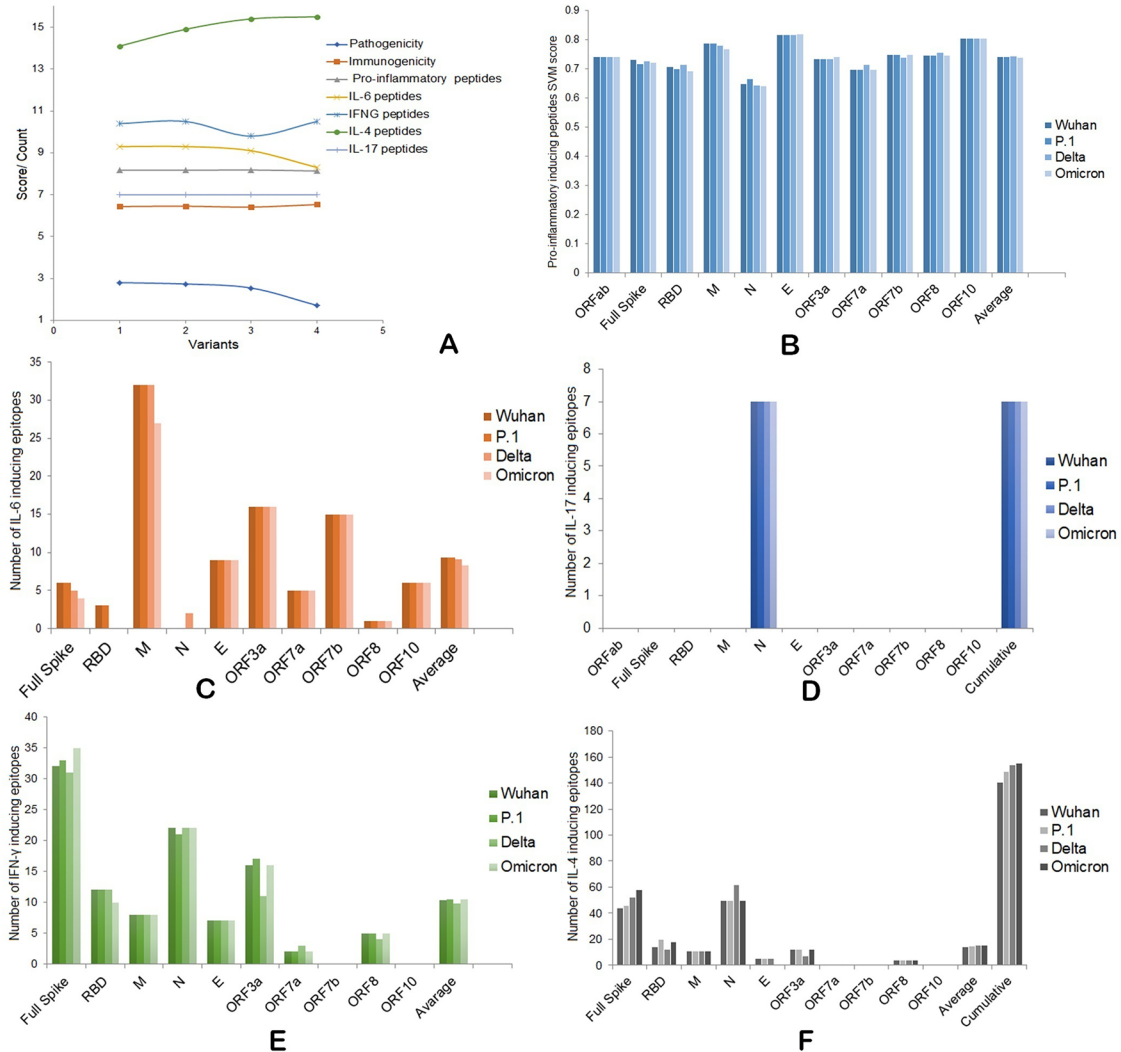 15
13
11
9
7
5
3
1
Score/ Count
0
1
2
3
4
5
Variants
Pathogenicity
Immunogenicity
Pro-inflammatory peptides
IL-6 peptides
IFNG peptides
IL-4 peptides
IL-17 peptides
A
0.9
0.8
0.7
0.6
0.5
0.4
0.3
0.2
0.1
0
Pro-inflammatory inducing peptides SVM score
ORFab
Full Spike
RBD
M
N
E
ORF3a
ORF7a
ORF7b
ORF8
ORF10
Average
Wuhan
P.1
Delta
Omicron
B
35
30
25
20
15
10
5
0
Number of IL-6 inducing epitopes
Full Spike
RBD
M
N
E
ORF3a
ORF7a
ORF7b
ORF8
ORF10
Average
Wuhan
P.1
Delta
Omicron
C
8
7
6
5
4
3
2
1
0
Number of IL-17 inducing epitopes
ORFab
Full Spike
RBD
M
N
E
ORF3a
ORF7a
ORF7b
ORF8
ORF10
Cumulative
Wuhan
P.1
Delta
Omicron
D
40
35
30
25
20
15
10
5
0
Number of IFN-γ inducing epitopes
Full Spike
RBD
M
N
E
ORF3a
ORF7a
ORF7b
ORF8
ORF10
Avarage
Wuhan
P.1
Delta
Omicron
E
180
160
140
120
100
80
60
40
20
0
Number of IL-4 inducing epitopes
Full Spike
RBD
M
N
E
ORF3a
ORF7a
ORF7b
ORF8
ORF10
Average
Cumulative
Wuhan
P.1
Delta
Omicron
F